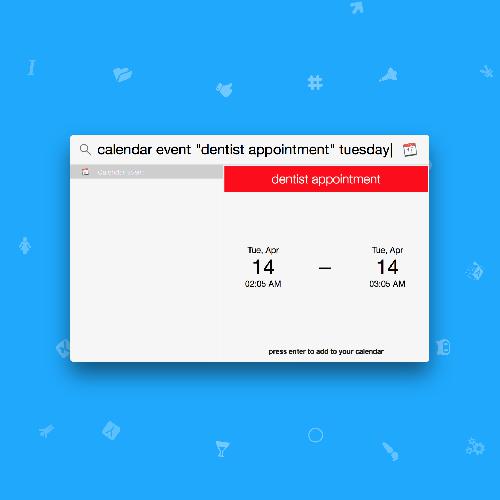 calendar event "dentist appointment" tuesday
Calendar Event
dentist appointment
Tue, Apr
14
02:05 AM
–
Tue, Apr
14
03:05 AM
press enter to add to your calendar